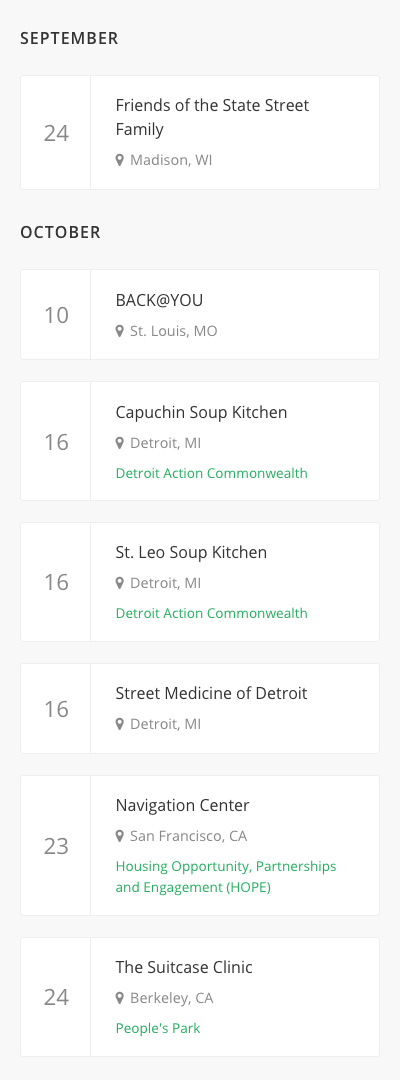 SEPTEMBER
24
Friends of the State Street
Family
Madison, WI
OCTOBER
10
BACK@YOU
St. Louis, MO
16
Capuchin Soup Kitchen
Detroit, MI
Detroit Action Commonwealth
16
St. Leo Soup Kitchen
Detroit, MI
Detroit Action Commonwealth
16
Street Medicine of Detroit
Detroit, MI
23
Navigation Center
San Francisco, CA
Housing Opportunity, Partnerships
and Engagement (HOPE)
24
The Suitcase Clinic
Berkeley, CA
People's Park